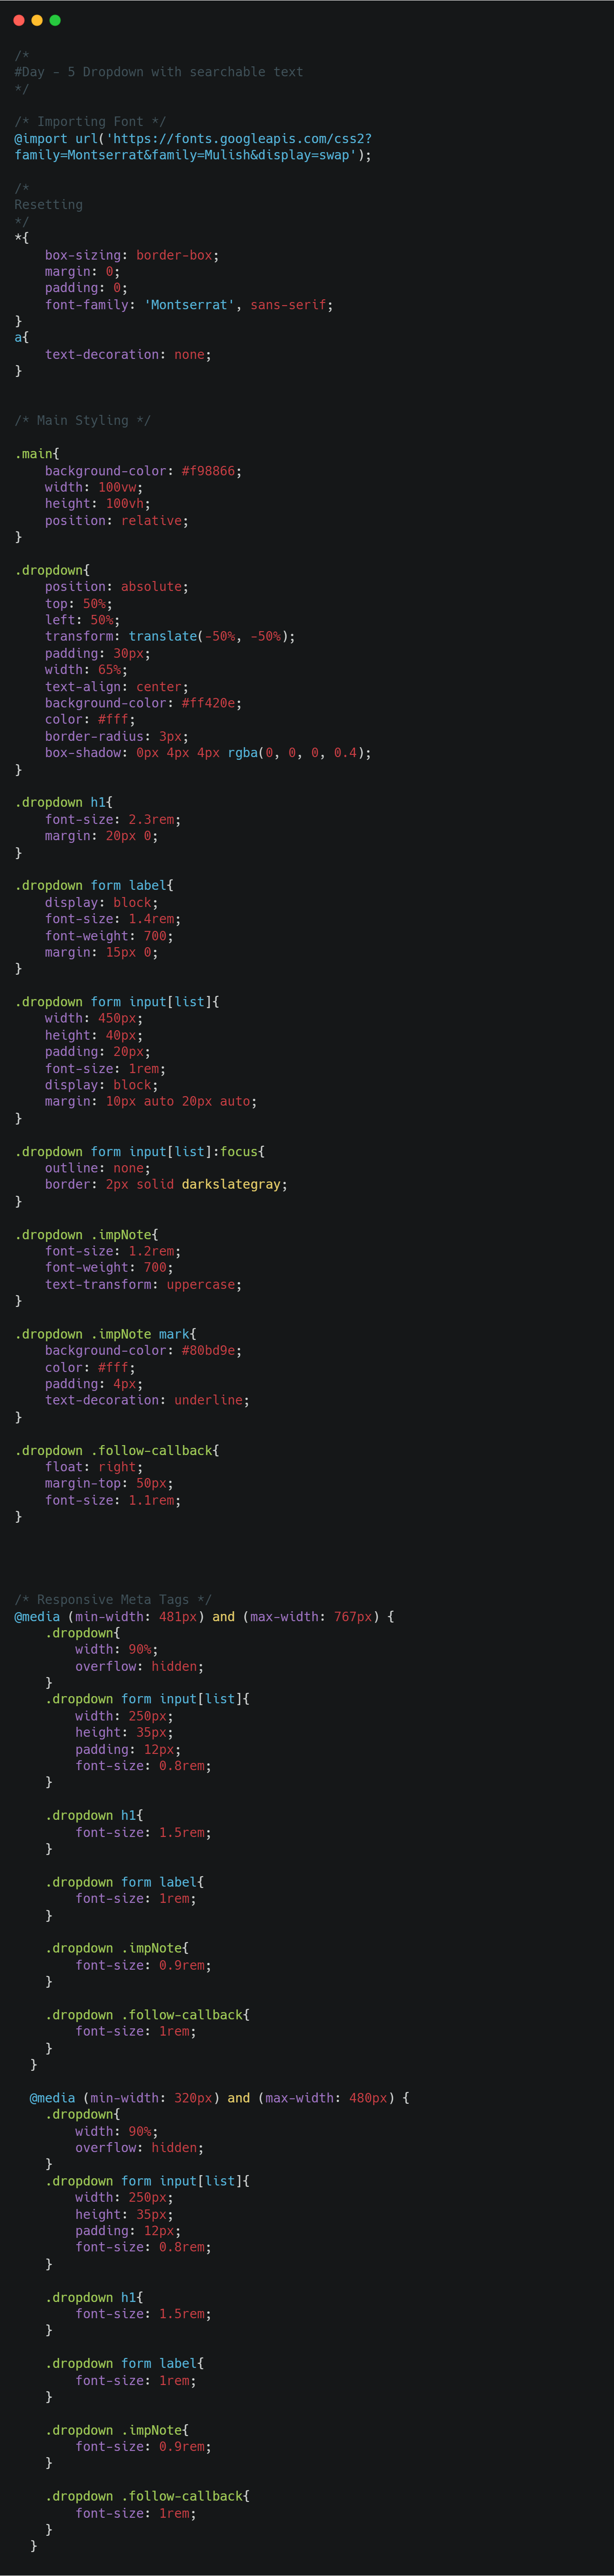 /*
#Day - 5 Dropdown with searchable text
*/

/* Importing Font */
@import url('https://fonts.googleapis.com/css2?
family=Montserrat&family=Mulish&display=swap');

/*
Resetting
*/
*{
    box-sizing: border-box;
    margin: 0;
    padding: 0;
    font-family: 'Montserrat', sans-serif;
}
a{
    text-decoration: none;
}


/* Main Styling */

.main{
    background-color: #f98866;
    width: 100vw;
    height: 100vh;
    position: relative;
}

.dropdown{
    position: absolute;
    top: 50%;
    left: 50%;
    transform: translate(-50%, -50%);
    padding: 30px;
    width: 65%;
    text-align: center;
    background-color: #ff420e;
    color: #fff;
    border-radius: 3px;
    box-shadow: 0px 4px 4px rgba(0, 0, 0, 0.4);
}

.dropdown h1{
    font-size: 2.3rem;
    margin: 20px 0;
}

.dropdown form label{
    display: block;
    font-size: 1.4rem;
    font-weight: 700;
    margin: 15px 0;
}

.dropdown form input[list]{
    width: 450px;
    height: 40px;
    padding: 20px;
    font-size: 1rem;
    display: block;
    margin: 10px auto 20px auto;
}

.dropdown form input[list]:focus{
    outline: none;
    border: 2px solid darkslategray;
}

.dropdown .impNote{
    font-size: 1.2rem;
    font-weight: 700;
    text-transform: uppercase;
}

.dropdown .impNote mark{
    background-color: #80bd9e;
    color: #fff;
    padding: 4px;
    text-decoration: underline;
}

.dropdown .follow-callback{
    float: right;
    margin-top: 50px;
    font-size: 1.1rem;
}




/* Responsive Meta Tags */
@media (min-width: 481px) and (max-width: 767px) {
    .dropdown{
        width: 90%;
        overflow: hidden;
    }
    .dropdown form input[list]{
        width: 250px;
        height: 35px;
        padding: 12px;
        font-size: 0.8rem;
    }

    .dropdown h1{
        font-size: 1.5rem;
    }

    .dropdown form label{
        font-size: 1rem;
    }

    .dropdown .impNote{
        font-size: 0.9rem;
    }

    .dropdown .follow-callback{
        font-size: 1rem;
    }
  }

  @media (min-width: 320px) and (max-width: 480px) {
    .dropdown{
        width: 90%;
        overflow: hidden;
    }
    .dropdown form input[list]{
        width: 250px;
        height: 35px;
        padding: 12px;
        font-size: 0.8rem;
    }

    .dropdown h1{
        font-size: 1.5rem;
    }

    .dropdown form label{
        font-size: 1rem;
    }

    .dropdown .impNote{
        font-size: 0.9rem;
    }

    .dropdown .follow-callback{
        font-size: 1rem;
    }
  }